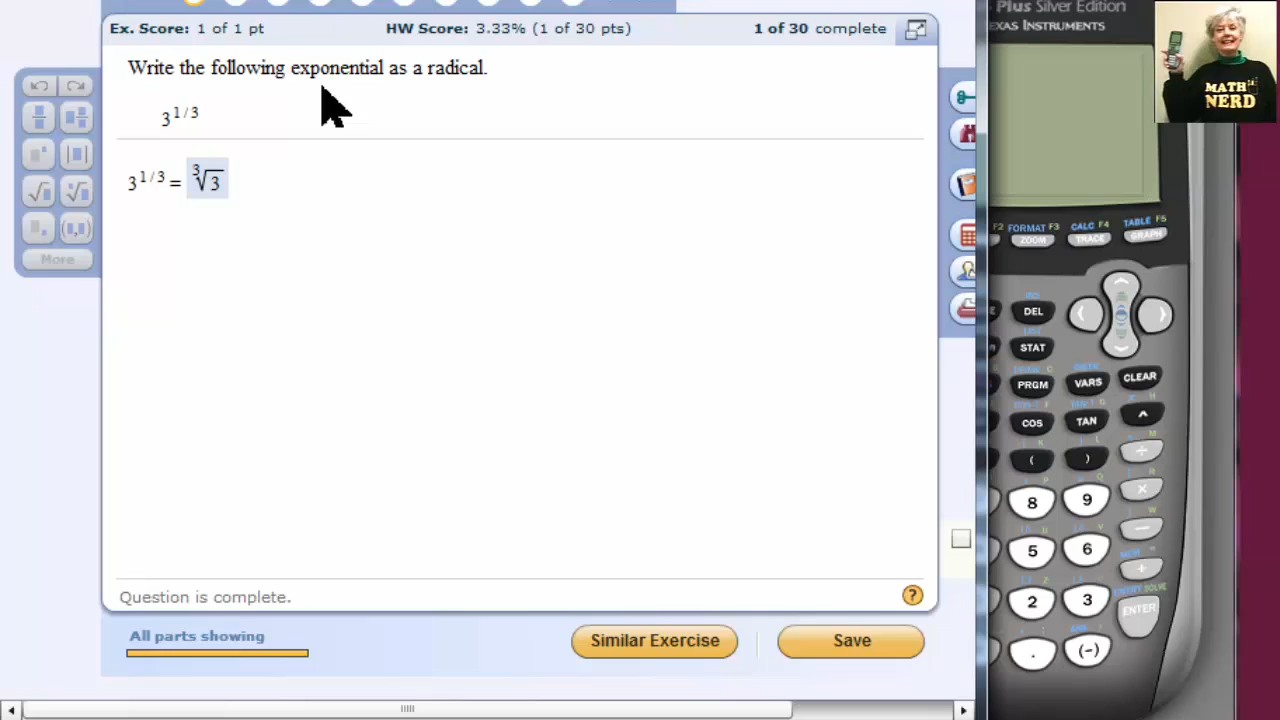 Plus Silver Edition
EXAS INSTRUMENTS
Ex. Score: 1 of 1 pt
HW Score: 3.33% (1 of 30 pts)
1 of 30 complete
Write the following exponential as a radical.
3^1/3
3^1/3 = ∛3
More
Question is complete.
?
All parts showing
Similar Exercise
Save
MATH
NERD
F2 FORMAT F3 CALC F4 TABLE F5
ZOOM TRACE GRAPH
DEL
STAT
PRGM VARS CLEAR
COS TAN ^
( ) ÷
8 9 ×
5 6 −
2 3 +
ENTRY SOLVE
ENTER
. (-)